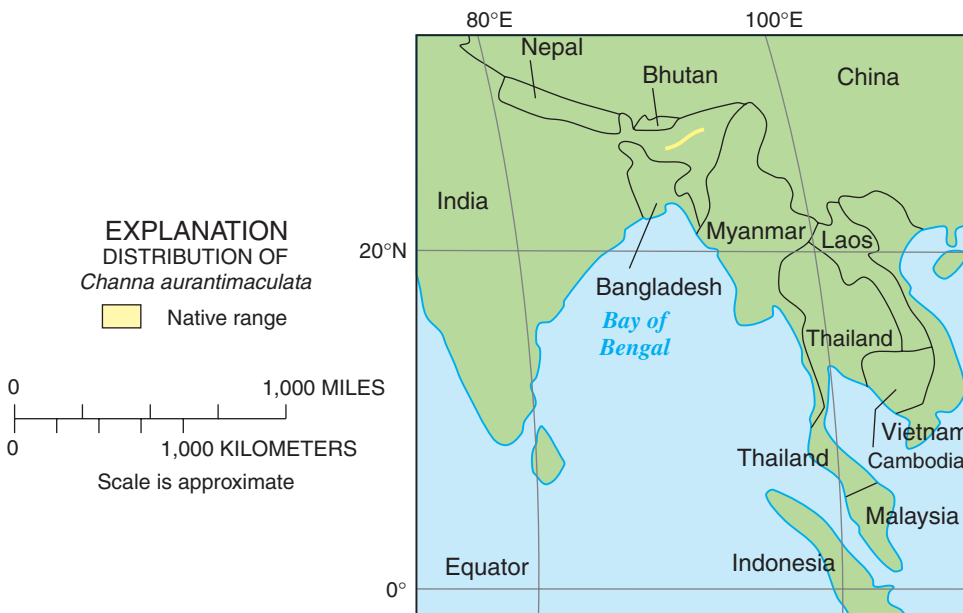 80°E
100°E
Nepal
Bhutan
China
India
EXPLANATION
DISTRIBUTION OF
Channa aurantimaculata
Native range
20°N
Myanmar
Laos
Bangladesh
Bay of
Bengal
Thailand
0
1,000 MILES
0
1,000 KILOMETERS
Scale is approximate
Vietnam
Cambodia
Thailand
Malaysia
Indonesia
Equator
0°